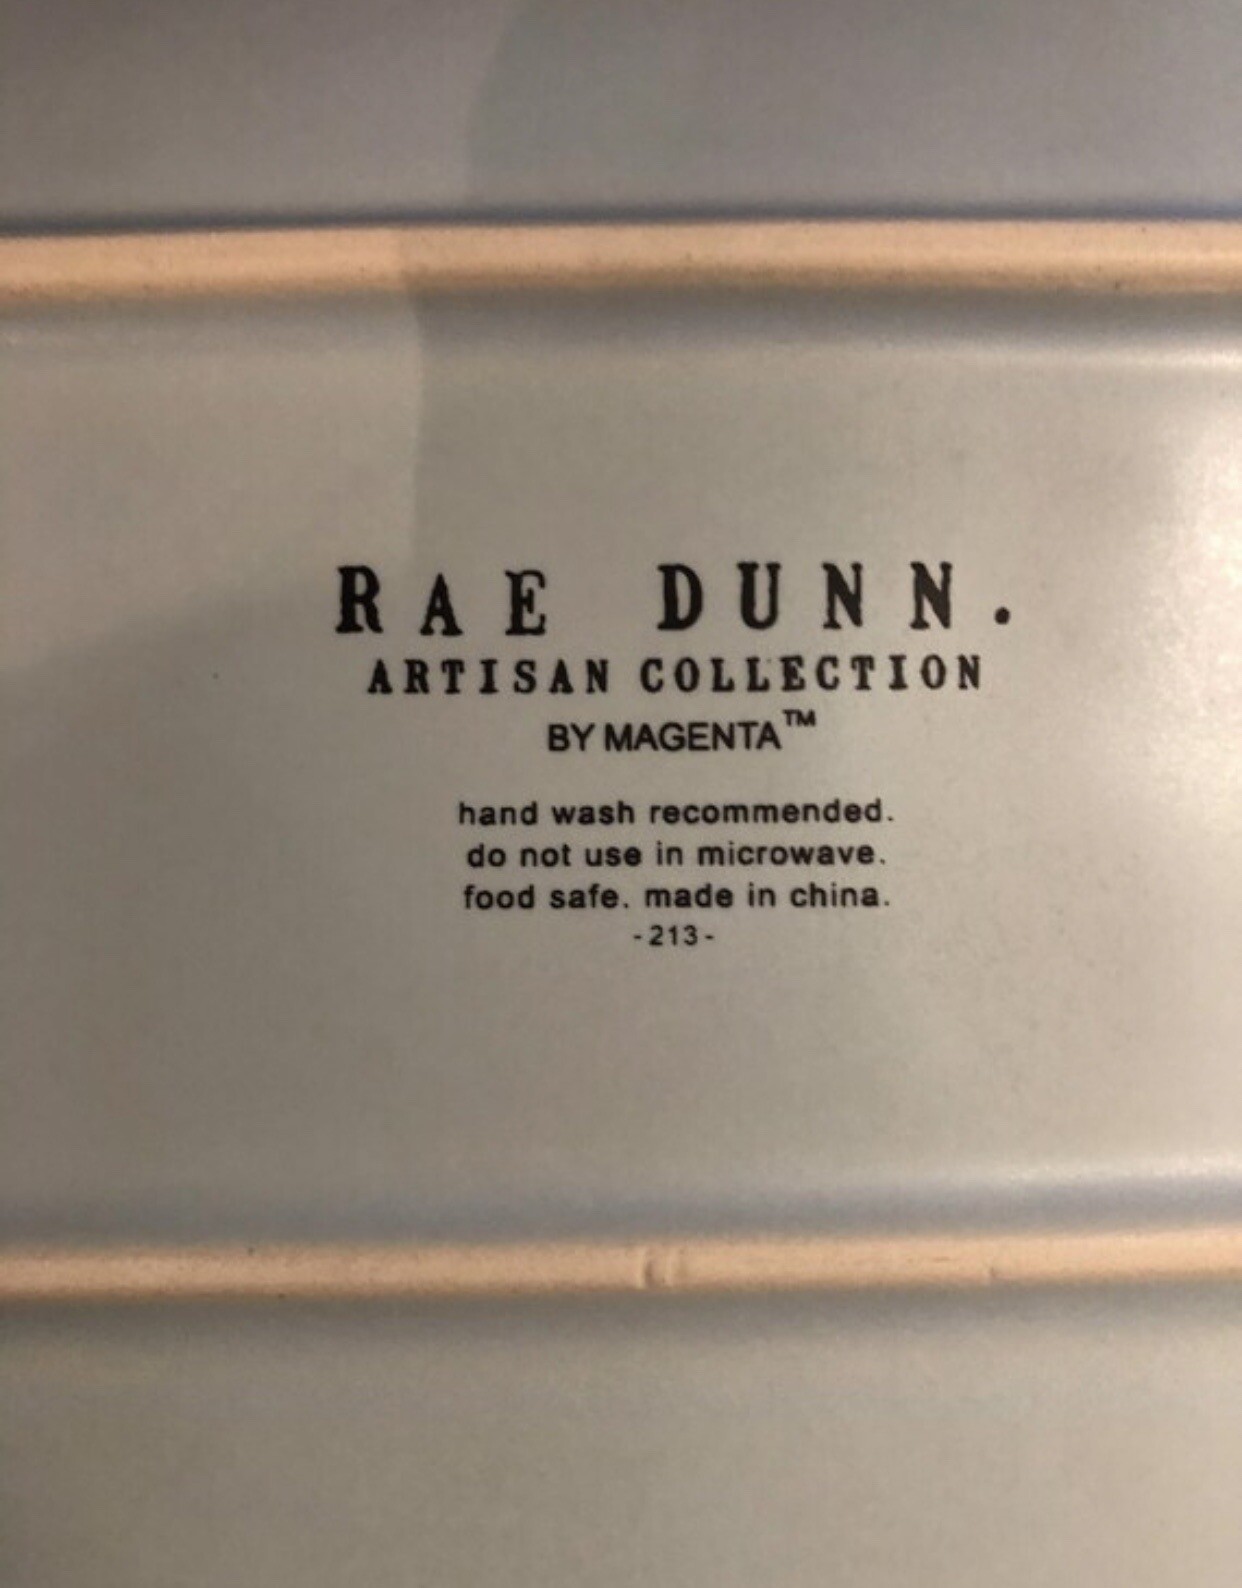 RAE DUNN.
ARTISAN COLLECTION
BY MAGENTA™
hand wash recommended.
do not use in microwave.
food safe. made in china.
-213-